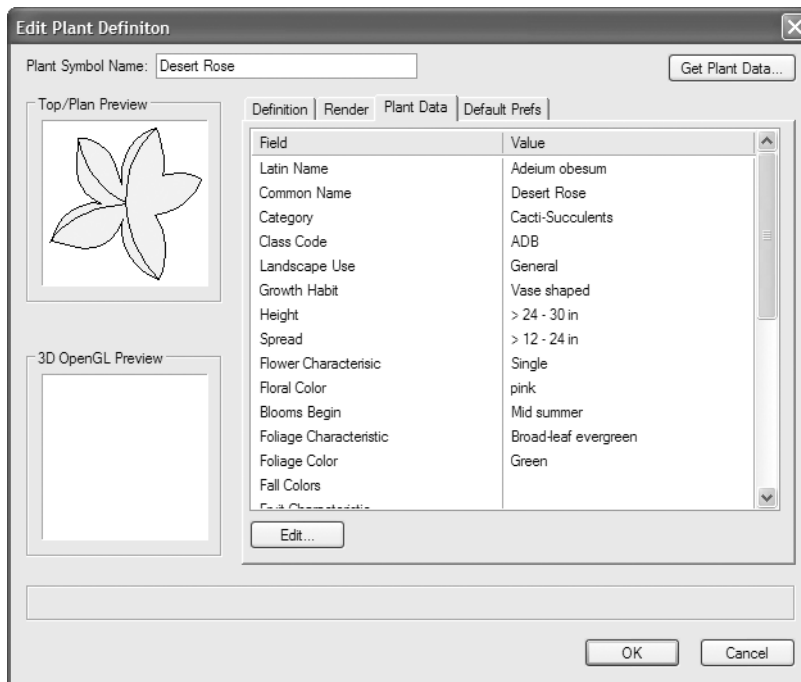 Edit Plant Definiton
Plant Symbol Name: Desert Rose
Get Plant Data...
Top/Plan Preview
3D OpenGL Preview
Definition Render Plant Data Default Prefs
Field Value
Latin Name Adeium obesum
Common Name Desert Rose
Category Cacti-Succulents
Class Code ADB
Landscape Use General
Growth Habit Vase shaped
Height > 24 - 30 in
Spread > 12 - 24 in
Flower Characterisic Single
Floral Color pink
Blooms Begin Mid summer
Foliage Characteristic Broad-leaf evergreen
Foliage Color Green
Fall Colors
Fruit Characteristic
Edit...
OK Cancel